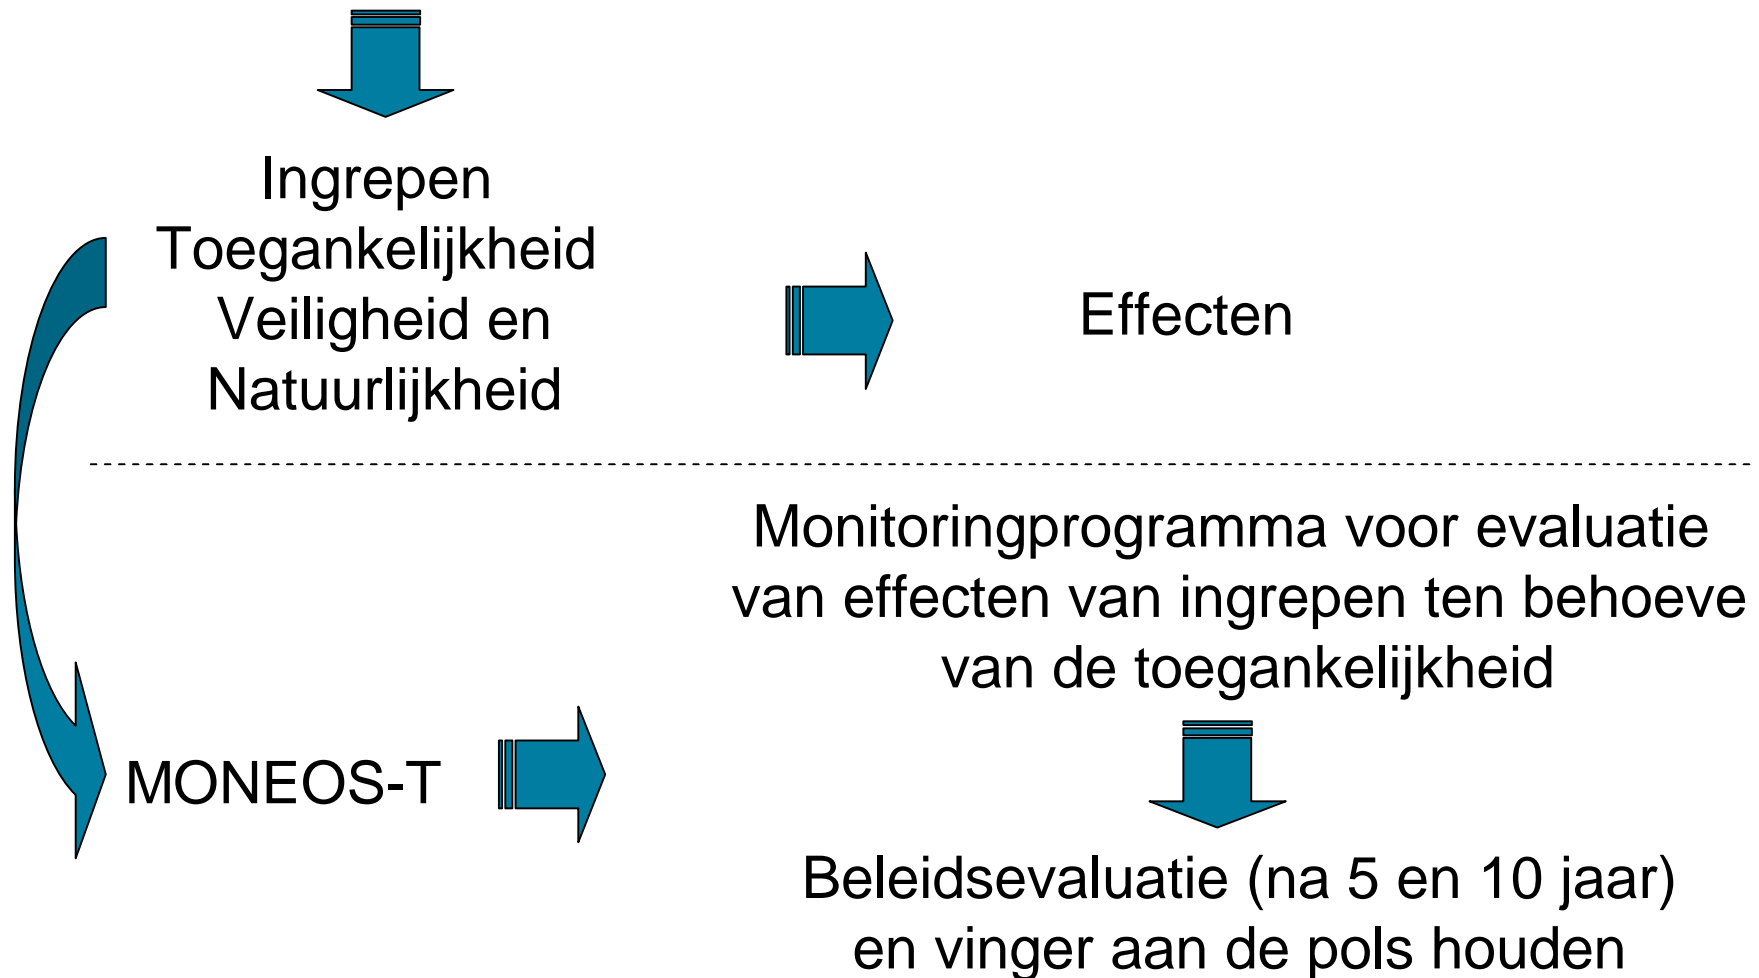 Ingrepen
Toegankelijkheid
Veiligheid en
Natuurlijkheid
Effecten
Monitoringprogramma voor evaluatie
van effecten van ingrepen ten behoeve
van de toegankelijkheid
MONEOS-T
Beleidsevaluatie (na 5 en 10 jaar)
en vinger aan de pols houden